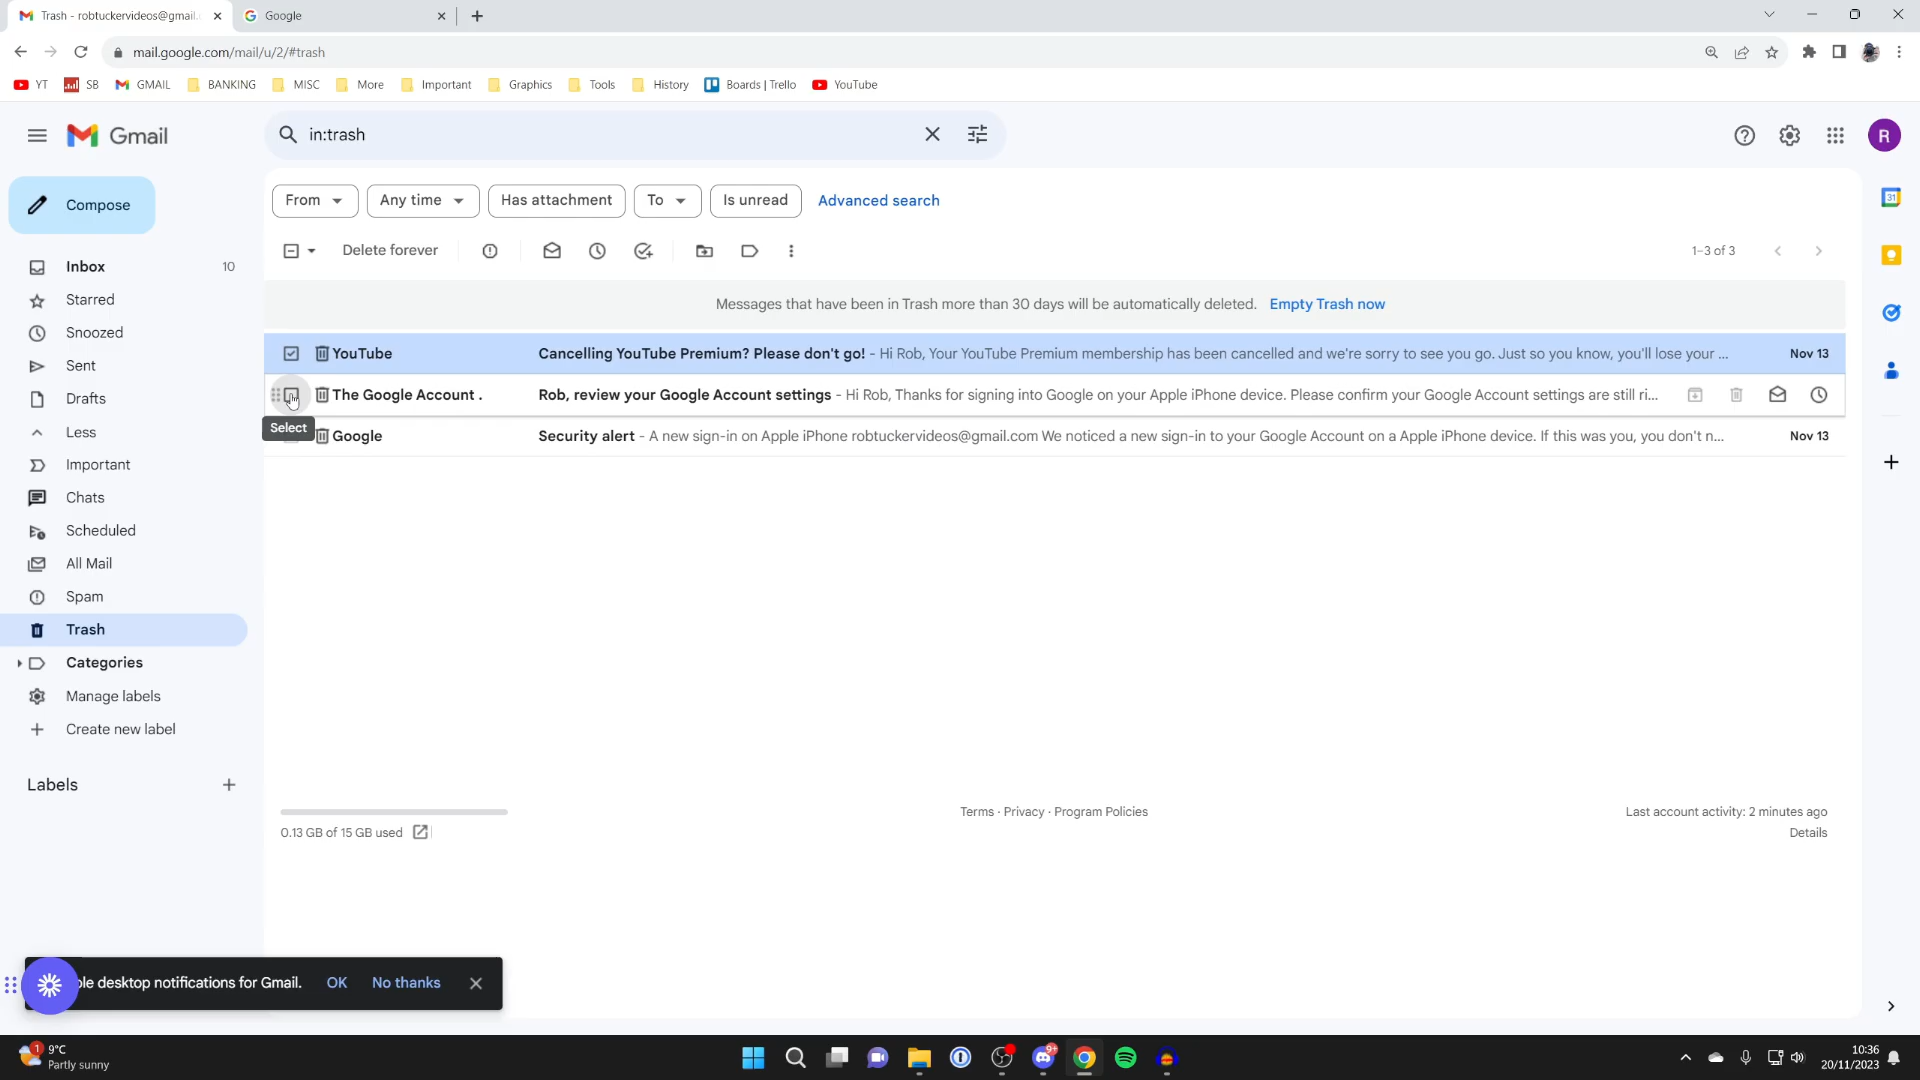 Trash - robtuckervideos@gmail.
Google
mail.google.com/mail/u/2/#trash
YT
SB
GMAIL
BANKING
MISC
More
Important
Graphics
Tools
History
Boards | Trello
YouTube
Gmail
in:trash
R
Compose
From
Any time
Has attachment
To
Is unread
Advanced search
31
Delete forever
1–3 of 3
Inbox
10
Starred
Snoozed
Sent
Drafts
Less
Important
Chats
Scheduled
All Mail
Spam
Trash
Categories
Manage labels
Create new label
Labels
Messages that have been in Trash more than 30 days will be automatically deleted. Empty Trash now
YouTube
Cancelling YouTube Premium? Please don't go! - Hi Rob, Your YouTube Premium membership has been cancelled and we're sorry to see you go. Just so you know, you'll lose your ...
Nov 13
The Google Account .
Rob, review your Google Account settings - Hi Rob, Thanks for signing into Google on your Apple iPhone device. Please confirm your Google Account settings are still ri...
Select
Google
Security alert - A new sign-in on Apple iPhone robtuckervideos@gmail.com We noticed a new sign-in to your Google Account on a Apple iPhone device. If this was you, you don't n...
Nov 13
0.13 GB of 15 GB used
Terms · Privacy · Program Policies
Last account activity: 2 minutes ago
Details
desktop notifications for Gmail.
OK
No thanks
1
9°C
Partly sunny
9+
10:36
20/11/2023